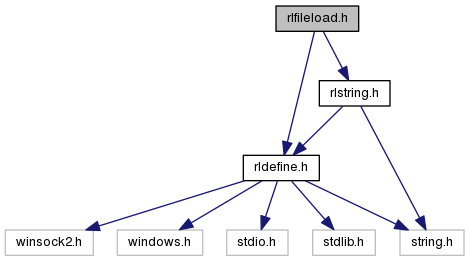 rlfileload.h
rlstring.h
rldefine.h
winsock2.h
windows.h
stdio.h
stdlib.h
string.h